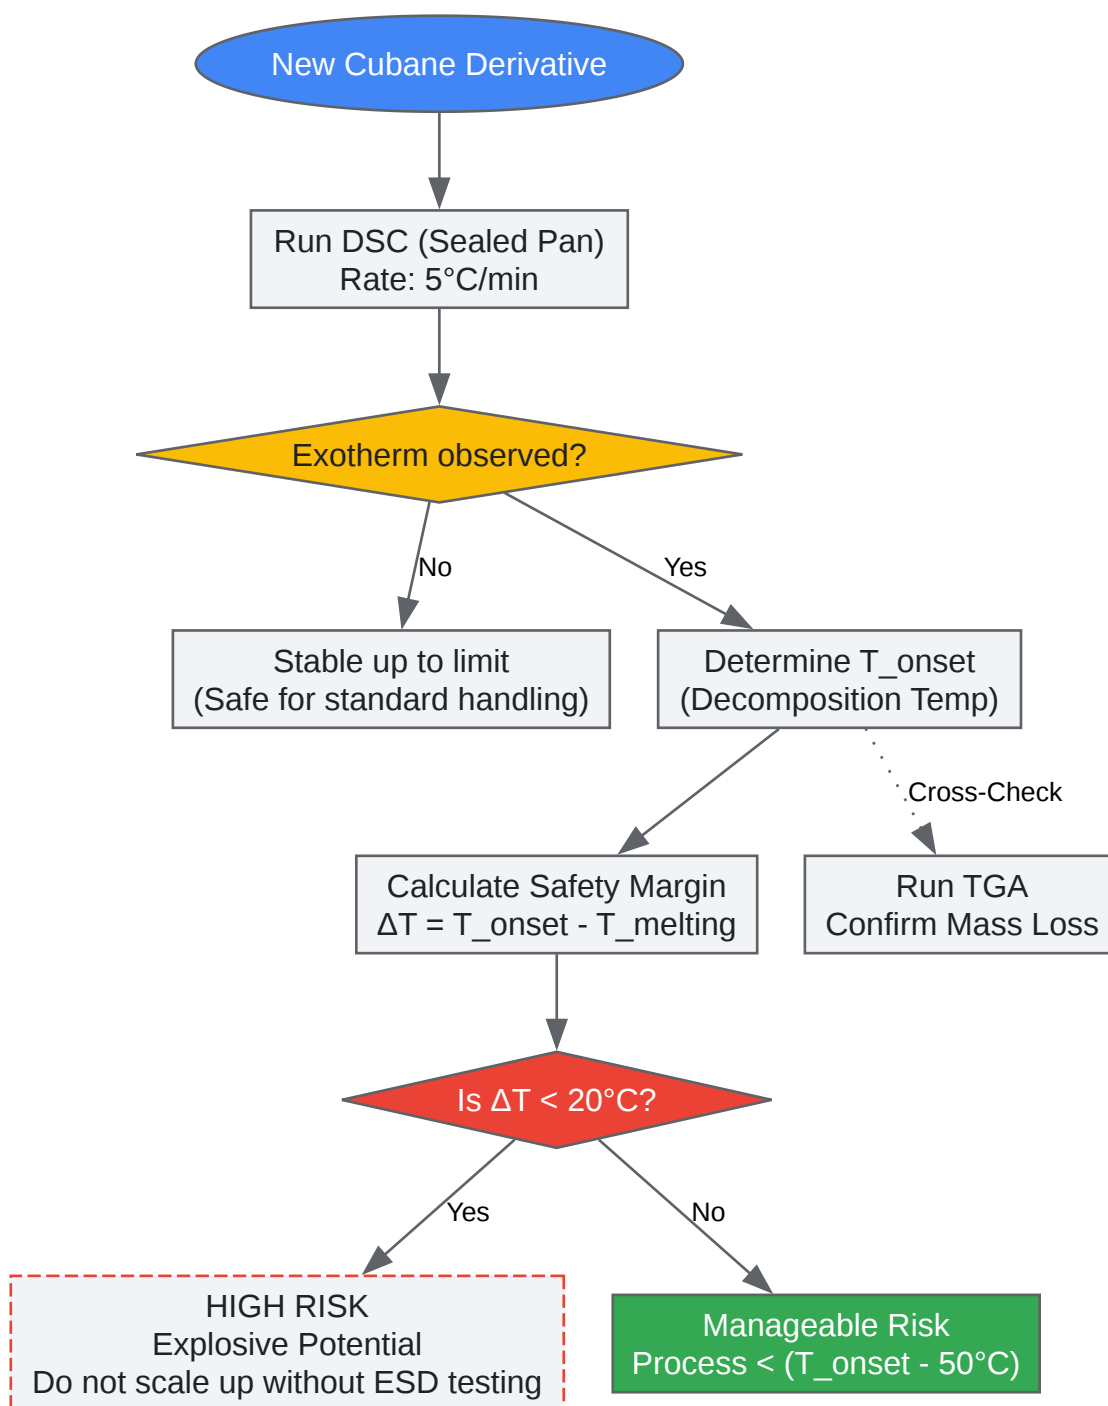 New Cubane Derivative
Run DSC (Sealed Pan)
Rate: 5°C/min
Exotherm observed?
No
Yes
Stable up to limit
(Safe for standard handling)
Determine T_onset
(Decomposition Temp)
Cross-Check
Calculate Safety Margin
ΔT = T_onset - T_melting
Run TGA
Confirm Mass Loss
Is ΔT < 20°C?
Yes
No
HIGH RISK
Explosive Potential
Do not scale up without ESD testing
Manageable Risk
Process < (T_onset - 50°C)